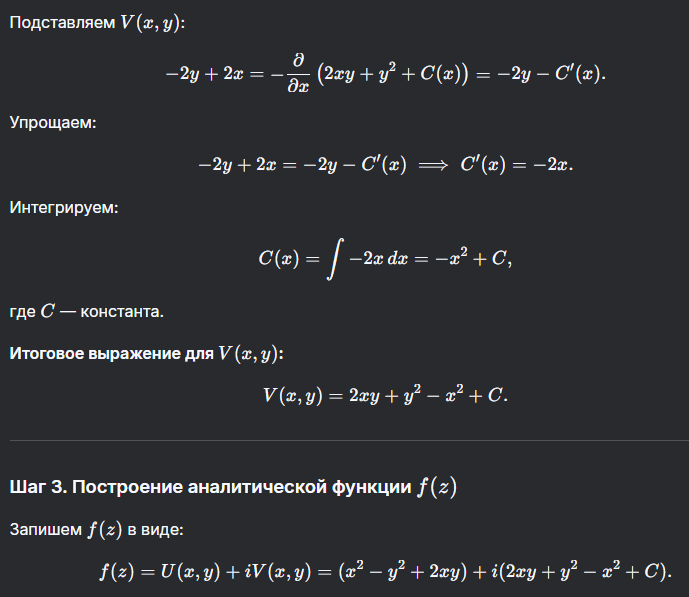 Подставляем V(x, y):
−2y + 2x = −∂/∂x (2xy + y² + C(x)) = −2y − C′(x).
Упрощаем:
−2y + 2x = −2y − C′(x) ⟹ C′(x) = −2x.
Интегрируем:
C(x) = ∫ −2x dx = −x² + C,
где C — константа.
Итоговое выражение для V(x, y):
V(x, y) = 2xy + y² − x² + C.
Шаг 3. Построение аналитической функции f(z)
Запишем f(z) в виде:
f(z) = U(x, y) + iV(x, y) = (x² − y² + 2xy) + i(2xy + y² − x² + C).